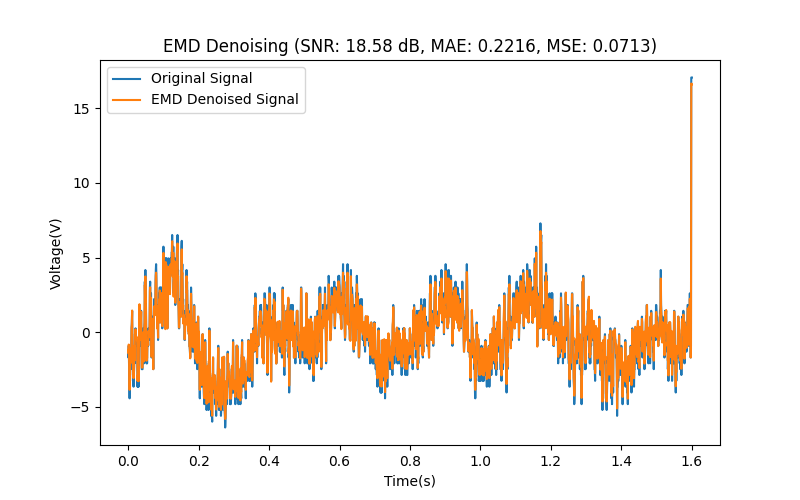 EMD Denoising (SNR: 18.58 dB, MAE: 0.2216, MSE: 0.0713)
Original Signal
EMD Denoised Signal
15
10
5
0
−5
Voltage(V)
0.0 0.2 0.4 0.6 0.8 1.0 1.2 1.4 1.6
Time(s)